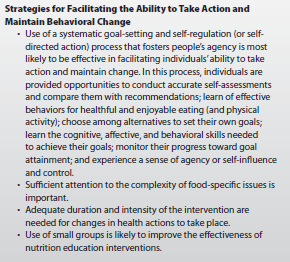 Strategies for Facilitating the Ability to Take Action and
Maintain Behavioral Change
• Use of a systematic goal-setting and self-regulation (or self-
directed action) process that fosters people's agency is most
likely to be effective in facilitating individuals' ability to take
action and maintain change. In this process, individuals are
provided opportunities to conduct accurate self-assessments
and compare them with recommendations; learn of effective
behaviors for healthful and enjoyable eating (and physical
activity); choose among alternatives to set their own goals;
learn the cognitive, affective, and behavioral skills needed
to achieve their goals; monitor their progress toward goal
attainment; and experience a sense of agency or self-influence
and control.
• Sufficient attention to the complexity of food-specific issues is
important.
• Adequate duration and intensity of the intervention are
needed for changes in health actions to take place.
• Use of small groups is likely to improve the effectiveness of
nutrition education interventions.